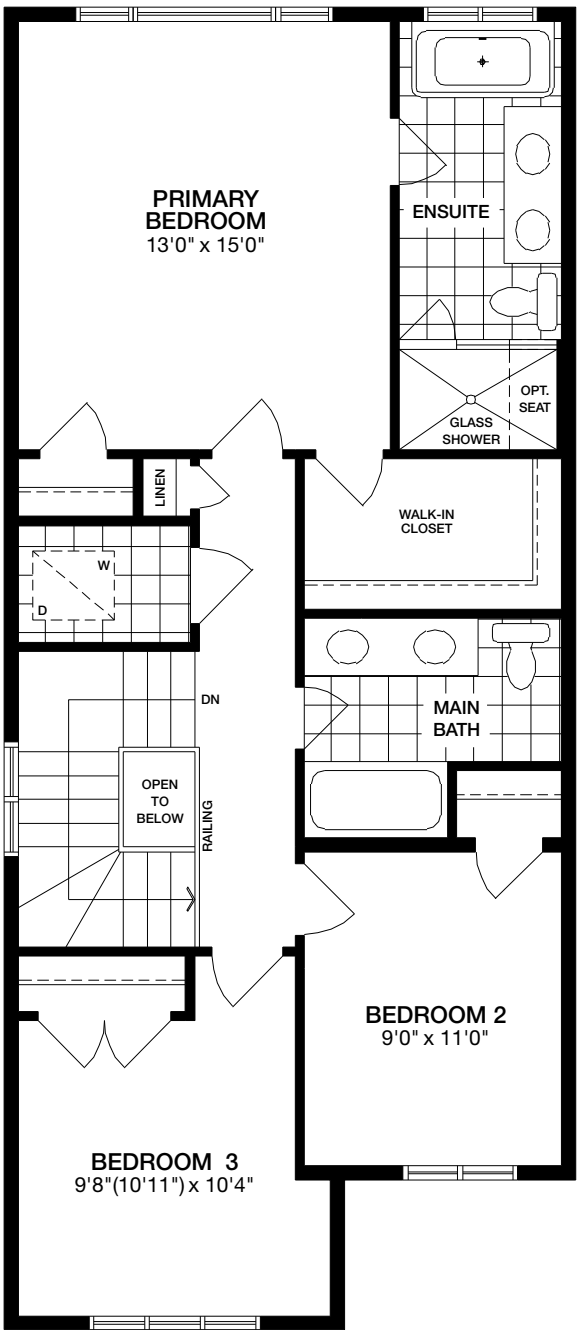 PRIMARY
BEDROOM
13'0" x 15'0"
ENSUITE
OPT.
SEAT
GLASS
SHOWER
LINEN
WALK-IN
CLOSET
W
D
DN
MAIN
BATH
OPEN
TO
BELOW
RAILING
BEDROOM 2
9'0" x 11'0"
BEDROOM 3
9'8"(10'11") x 10'4"